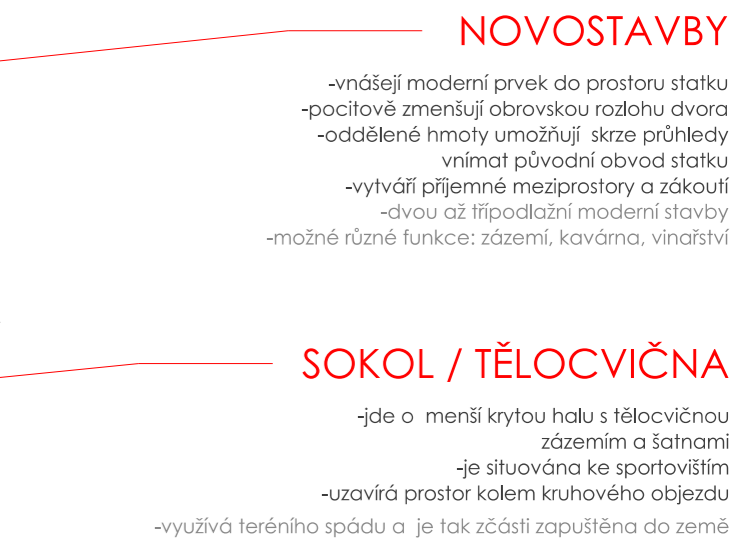 NOVOSTAVBY
-vnášejí moderní prvek do prostoru statku
-pocitově zmenšují obrovskou rozlohu dvora
-oddělené hmoty umožňují skrze průhledy
vnímat původní obvod statku
-vytváří příjemné meziprostory a zákoutí
-dvou až třípodlažní moderní stavby
-možné různé funkce: zázemí, kavárna, vinařství
SOKOL / TĚLOCVIČNA
-jde o menší krytou halu s tělocvičnou
zázemím a šatnami
-je situována ke sportovištím
-uzavírá prostor kolem kruhového objezdu
-využívá teréního spádu a je tak zčásti zapuštěna do země